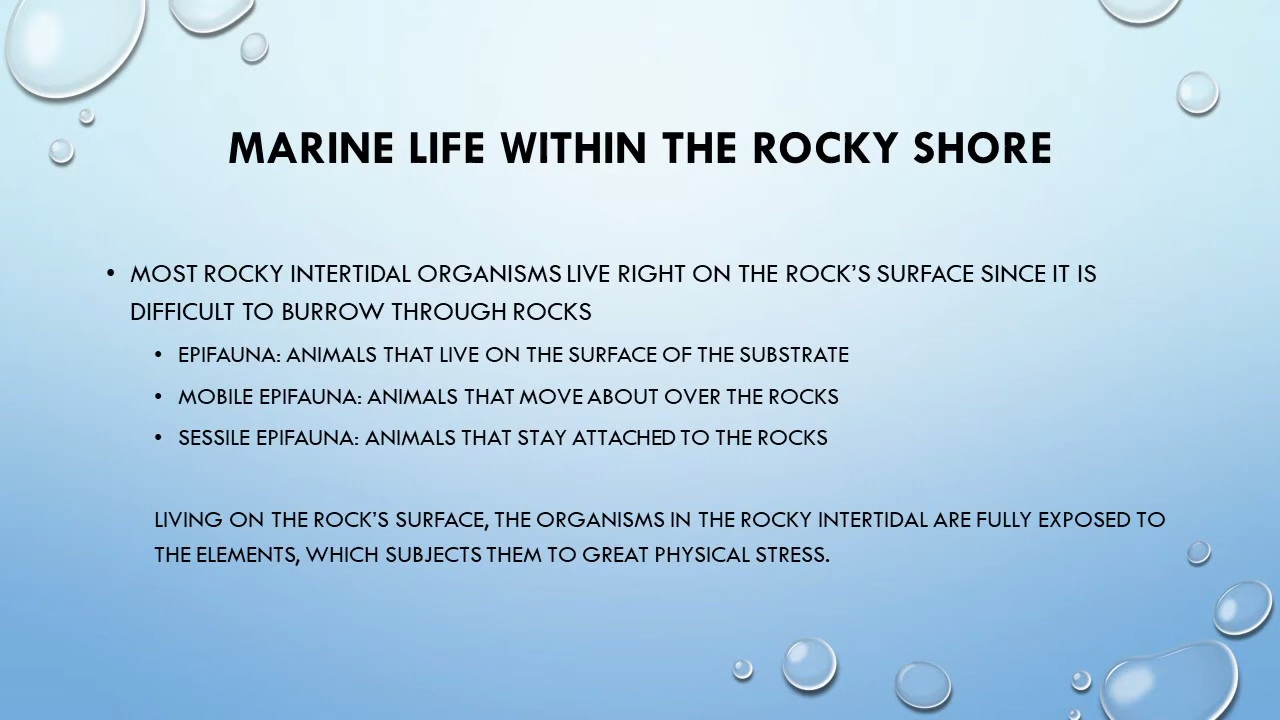 MARINE LIFE WITHIN THE ROCKY SHORE
• MOST ROCKY INTERTIDAL ORGANISMS LIVE RIGHT ON THE ROCK’S SURFACE SINCE IT IS
DIFFICULT TO BURROW THROUGH ROCKS
• EPIFAUNA: ANIMALS THAT LIVE ON THE SURFACE OF THE SUBSTRATE
• MOBILE EPIFAUNA: ANIMALS THAT MOVE ABOUT OVER THE ROCKS
• SESSILE EPIFAUNA: ANIMALS THAT STAY ATTACHED TO THE ROCKS
LIVING ON THE ROCK’S SURFACE, THE ORGANISMS IN THE ROCKY INTERTIDAL ARE FULLY EXPOSED TO
THE ELEMENTS, WHICH SUBJECTS THEM TO GREAT PHYSICAL STRESS.